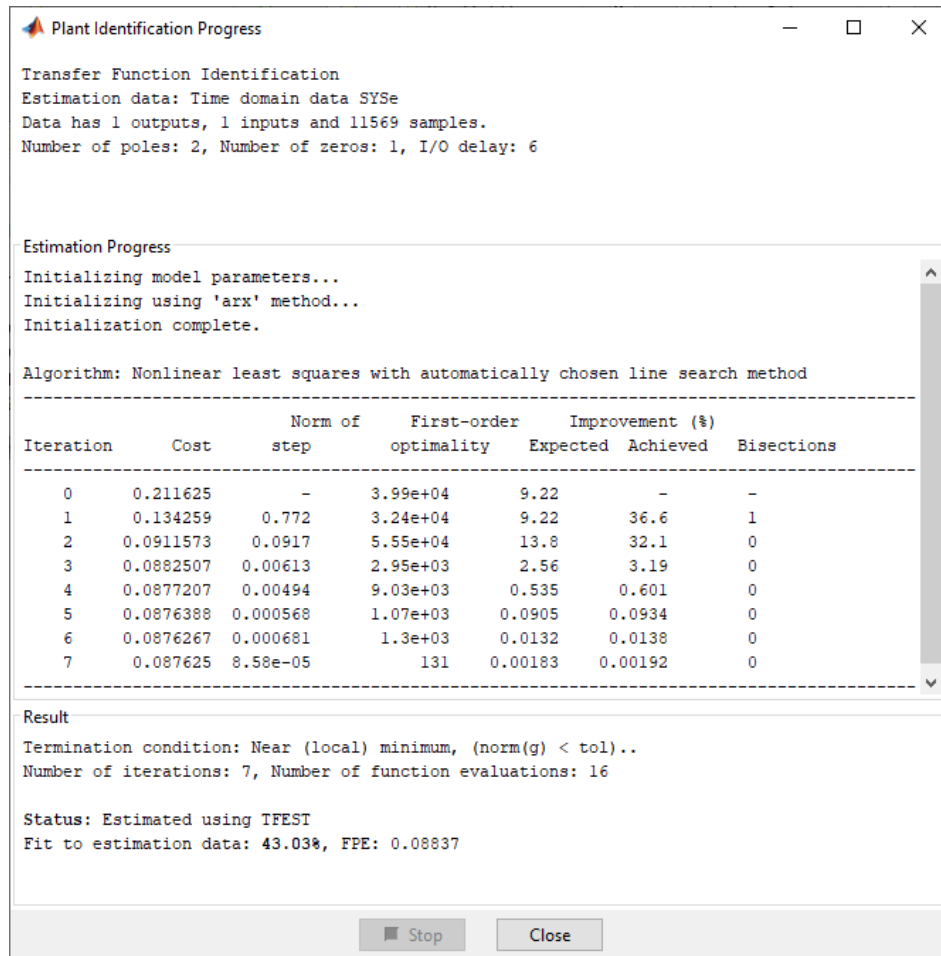 Plant Identification Progress
Transfer Function Identification
Estimation data: Time domain data SYSe
Data has 1 outputs, 1 inputs and 11569 samples.
Number of poles: 2, Number of zeros: 1, I/O delay: 6
Estimation Progress
Initializing model parameters...
Initializing using 'arx' method...
Initialization complete.
Algorithm: Nonlinear least squares with automatically chosen line search method
------------------------------------------------------------------------------------------
Norm of First-order Improvement (%)
Iteration Cost step optimality Expected Achieved Bisections
------------------------------------------------------------------------------------------
0 0.211625 - 3.99e+04 9.22 - -
1 0.134259 0.772 3.24e+04 9.22 36.6 1
2 0.0911573 0.0917 5.55e+04 13.8 32.1 0
3 0.0882507 0.00613 2.95e+03 2.56 3.19 0
4 0.0877207 0.00494 9.03e+03 0.535 0.601 0
5 0.0876388 0.000568 1.07e+03 0.0905 0.0934 0
6 0.0876267 0.000681 1.3e+03 0.0132 0.0138 0
7 0.087625 8.58e-05 131 0.00183 0.00192 0
------------------------------------------------------------------------------------------
Result
Termination condition: Near (local) minimum, (norm(g) < tol)..
Number of iterations: 7, Number of function evaluations: 16
Status: Estimated using TFEST
Fit to estimation data: 43.03%, FPE: 0.08837
Stop Close